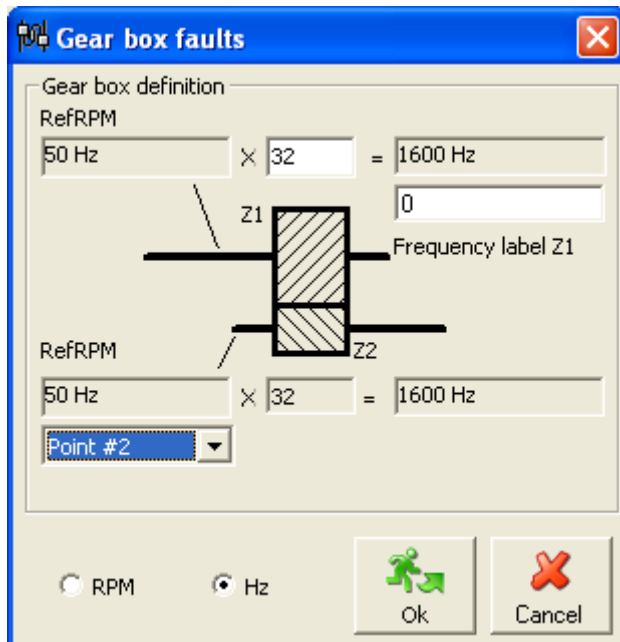 Gear box faults
Gear box definition
RefRPM
50 Hz X 32 = 1600 Hz
0
Z1
Frequency label Z1
RefRPM
Z2
50 Hz X 32 = 1600 Hz
Point #2
RPM Hz
Ok Cancel